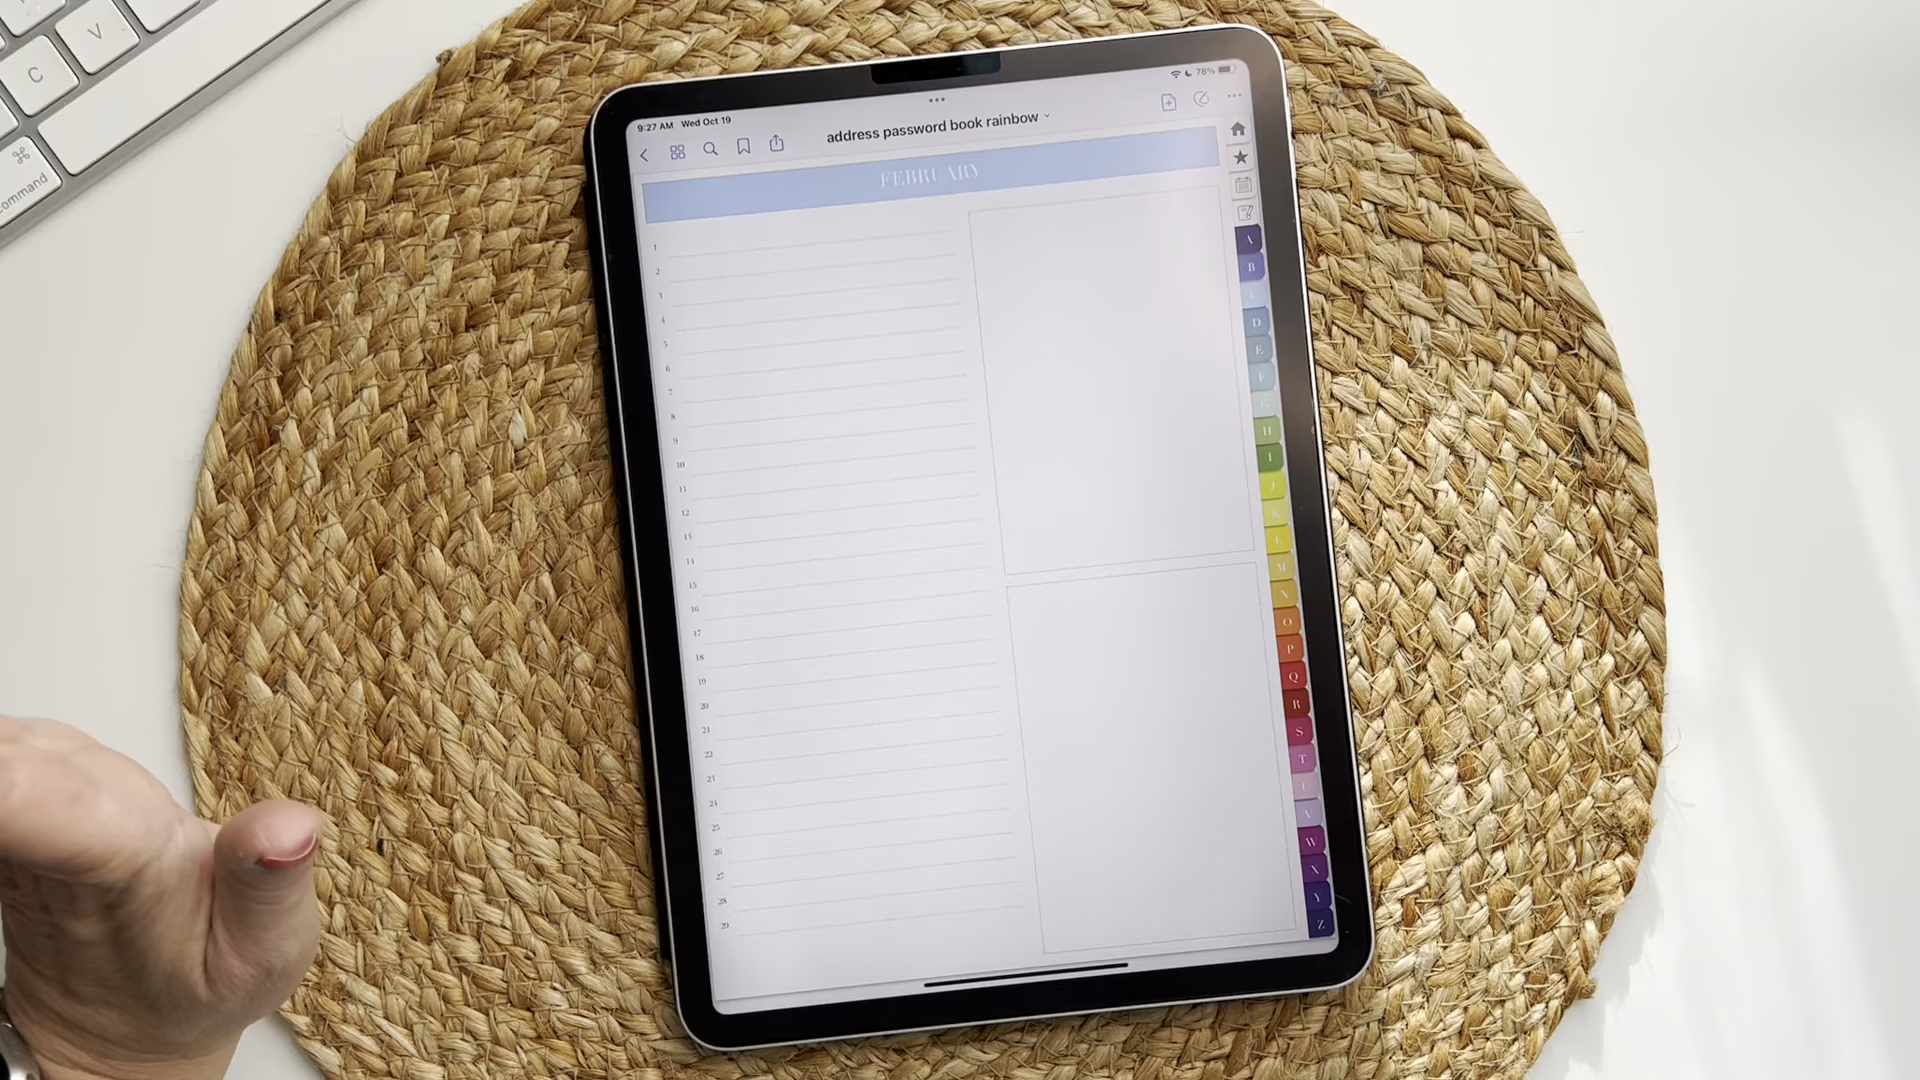 V
C
⌘
command
9:27 AM Wed Oct 19
78%
address password book rainbow
FEBRUARY
1
2
3
4
5
6
7
8
9
10
11
12
13
14
15
16
17
18
19
20
21
22
23
24
25
26
27
28
29
A
B
C
D
E
F
G
H
I
J
K
L
M
N
O
P
Q
R
S
T
U
V
W
X
Y
Z